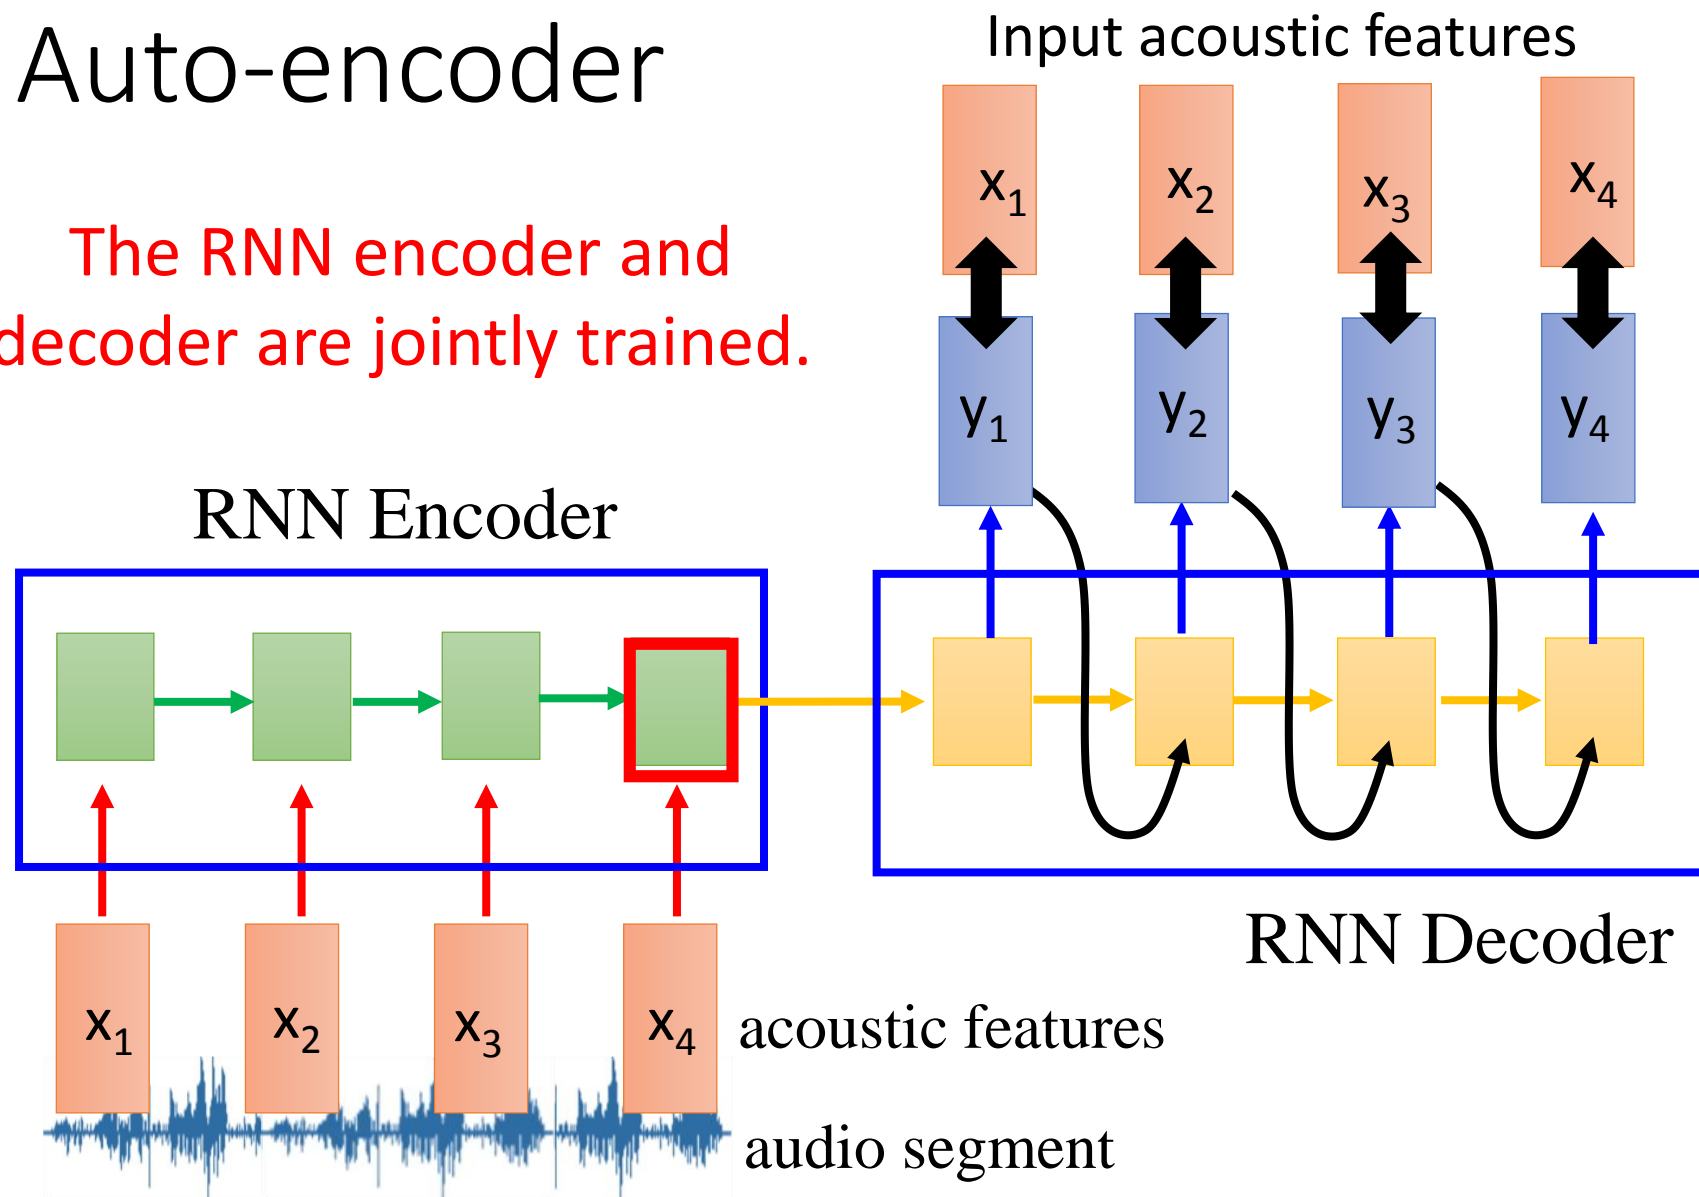 Auto-encoder
Input acoustic features
x1 x2 x3 x4
The RNN encoder and
decoder are jointly trained.
y1 y2 y3 y4
RNN Encoder
RNN Decoder
x1 x2 x3 x4
acoustic features
audio segment